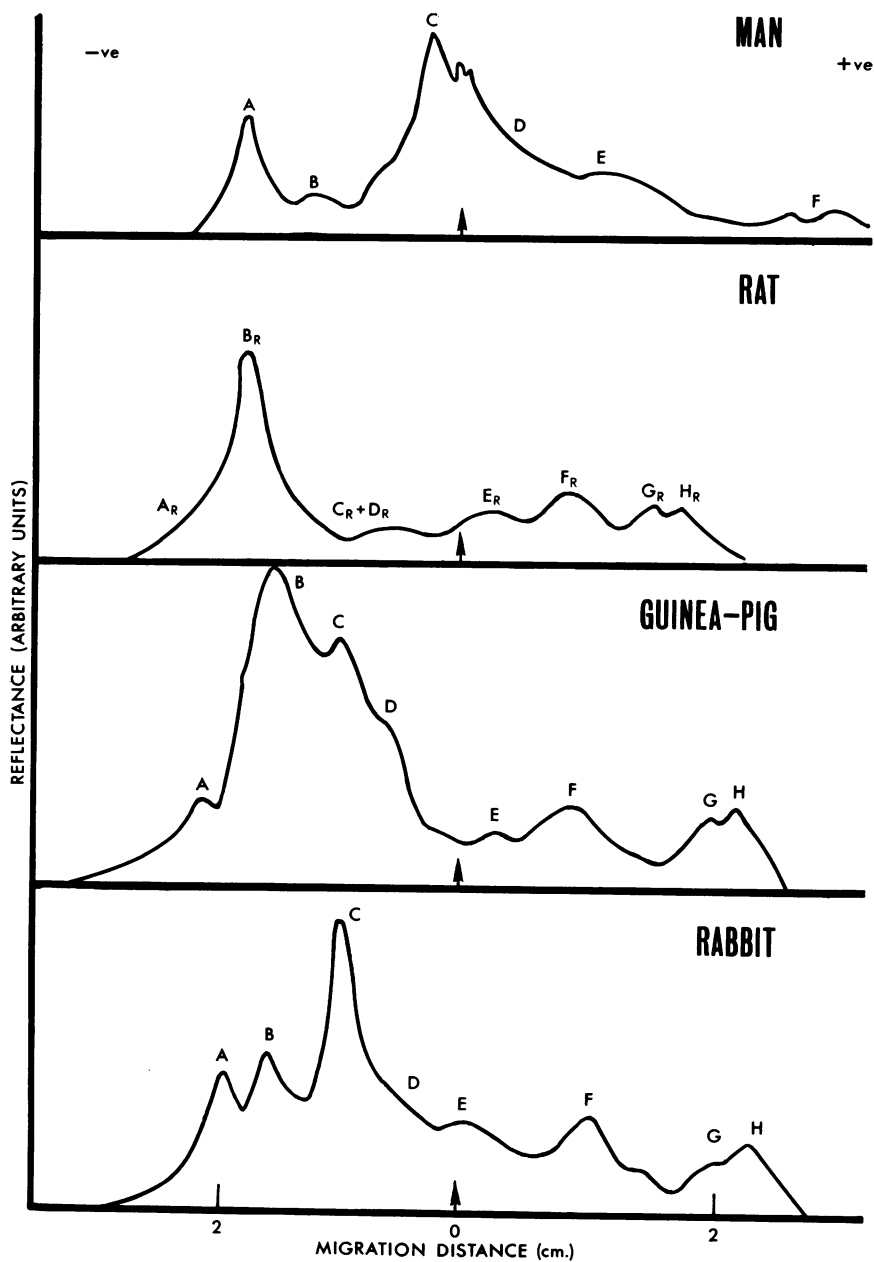 MAN
−ve
+ve
A
B
C
D
E
F
RAT
A_R
B_R
C_R+D_R
E_R
F_R
G_R
H_R
GUINEA–PIG
A
B
C
D
E
F
G
H
RABBIT
A
B
C
D
E
F
G
H
2
0
2
MIGRATION DISTANCE (cm.)
REFLECTANCE (ARBITRARY UNITS)